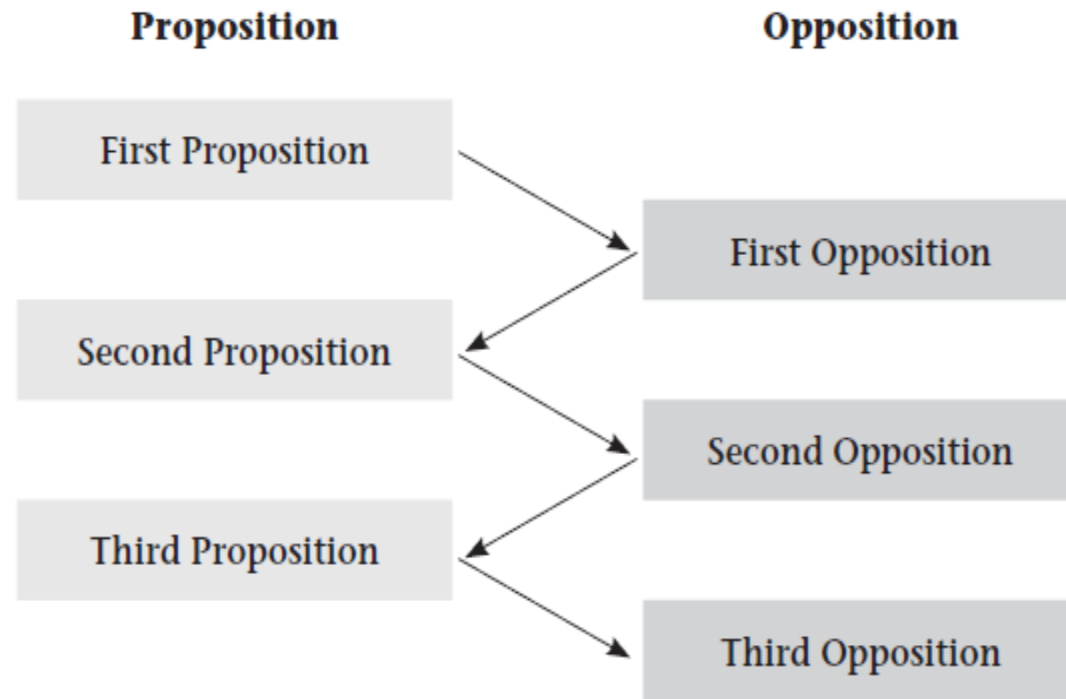 Proposition
Opposition
First Proposition
First Opposition
Second Proposition
Second Opposition
Third Proposition
Third Opposition